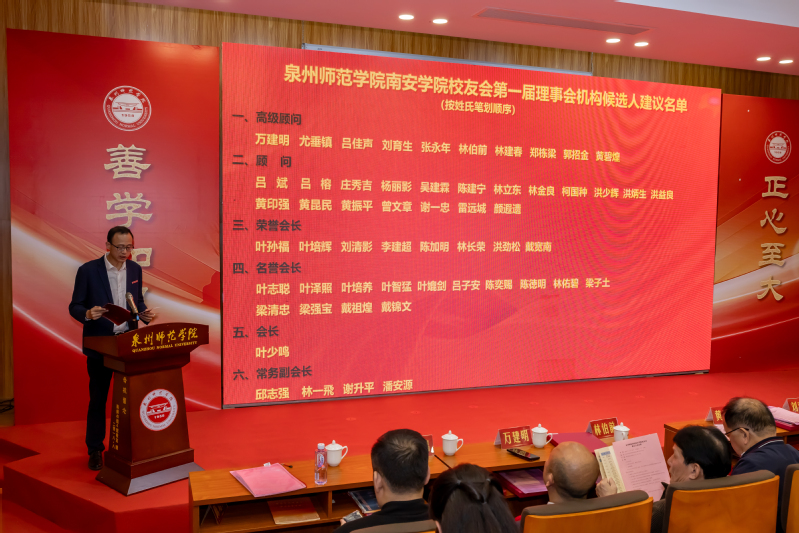 泉州师范学院南安学院校友会第一届理事会机构候选人建议名单
(按姓氏笔划顺序)
一、高级顾问
万建明 尤垂镇 吕佳声 刘育生 张永年 林伯前 林建春 郑栋梁 郭招金 黄碧煌
二、顾 问
吕 斌 吕 榕 庄秀吉 杨丽影 吴建霖 陈建宁 林立东 林金良 柯国种 洪少辉 洪炳生 洪益良
黄印强 黄昆民 黄振平 曾文章 谢一忠 雷远城 颜遐遗
三、荣誉会长
叶孙福 叶培辉 刘清影 李建超 陈加明 林长荣 洪劲松 戴宽南
四、名誉会长
叶志聪 叶泽照 叶培养 叶智猛 叶媚剑 吕子安 陈奕赐 陈德明 林佑碧 梁子士
梁清忠 梁强宝 戴祖煌 戴锦文
五、会长
叶少鸣
六、常务副会长
邱志强 林一飛 谢升平 潘安源
善学
正心至大
泉州师范学院
QUANZHOU NORMAL UNIVERSITY
1958
万建明
林伯前